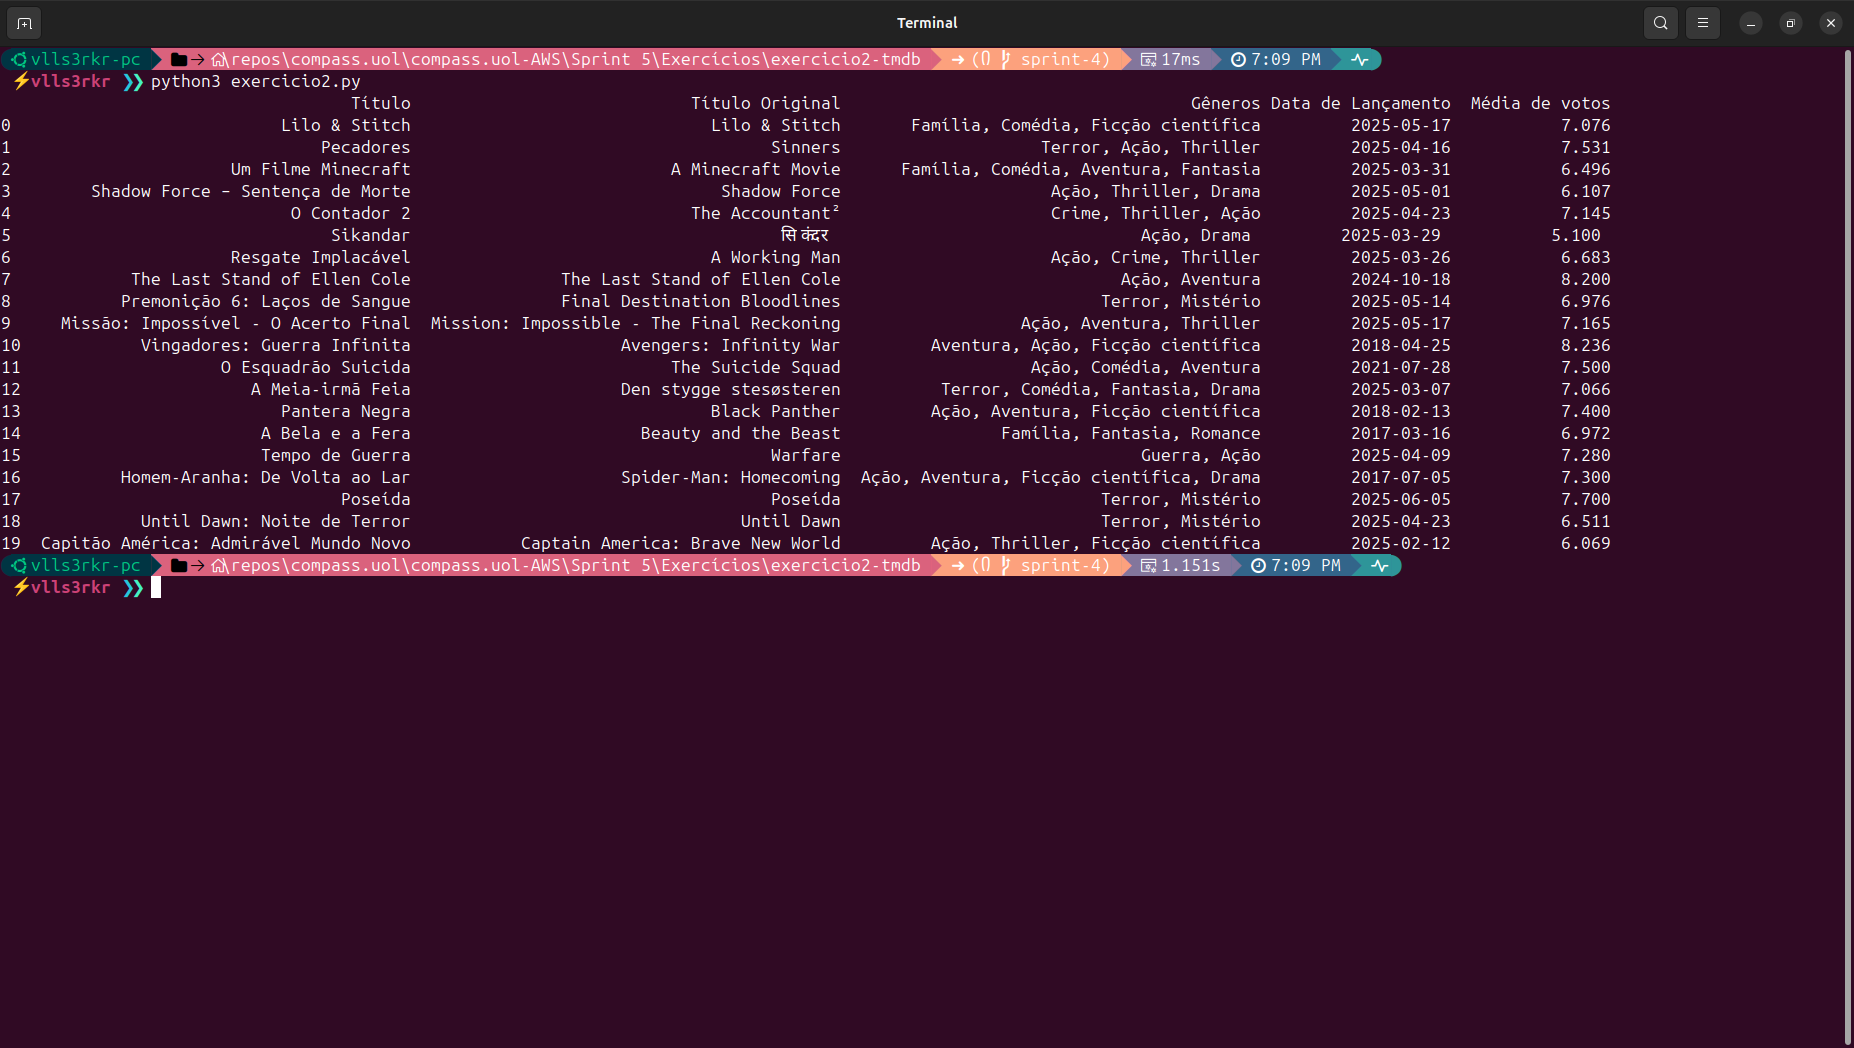 Terminal
vlls3rkr-pc \repos\compass.uol\compass.uol-AWS\Sprint 5\Exercícios\exercicio2-tmdb ( sprint-4) 17ms 7:09 PM
vlls3rkr python3 exercicio2.py
Título Título Original Gêneros Data de Lançamento Média de votos
0 Lilo & Stitch Lilo & Stitch Família, Comédia, Ficção científica 2025-05-17 7.076
1 Pecadores Sinners Terror, Ação, Thriller 2025-04-16 7.531
2 Um Filme Minecraft A Minecraft Movie Família, Comédia, Aventura, Fantasia 2025-03-31 6.496
3 Shadow Force – Sentença de Morte Shadow Force Ação, Thriller, Drama 2025-05-01 6.107
4 O Contador 2 The Accountant² Crime, Thriller, Ação 2025-04-23 7.145
5 Sikandar सिकंदर Ação, Drama 2025-03-29 5.100
6 Resgate Implacável A Working Man Ação, Crime, Thriller 2025-03-26 6.683
7 The Last Stand of Ellen Cole The Last Stand of Ellen Cole Ação, Aventura 2024-10-18 8.200
8 Premonição 6: Laços de Sangue Final Destination Bloodlines Terror, Mistério 2025-05-14 6.976
9 Missão: Impossível - O Acerto Final Mission: Impossible - The Final Reckoning Ação, Aventura, Thriller 2025-05-17 7.165
10 Vingadores: Guerra Infinita Avengers: Infinity War Aventura, Ação, Ficção científica 2018-04-25 8.236
11 O Esquadrão Suicida The Suicide Squad Ação, Comédia, Aventura 2021-07-28 7.500
12 A Meia-irmã Feia Den stygge stesøsteren Terror, Comédia, Fantasia, Drama 2025-03-07 7.066
13 Pantera Negra Black Panther Ação, Aventura, Ficção científica 2018-02-13 7.400
14 A Bela e a Fera Beauty and the Beast Família, Fantasia, Romance 2017-03-16 6.972
15 Tempo de Guerra Warfare Guerra, Ação 2025-04-09 7.280
16 Homem-Aranha: De Volta ao Lar Spider-Man: Homecoming Ação, Aventura, Ficção científica, Drama 2017-07-05 7.300
17 Poseída Poseída Terror, Mistério 2025-06-05 7.700
18 Until Dawn: Noite de Terror Until Dawn Terror, Mistério 2025-04-23 6.511
19 Capitão América: Admirável Mundo Novo Captain America: Brave New World Ação, Thriller, Ficção científica 2025-02-12 6.069
vlls3rkr-pc \repos\compass.uol\compass.uol-AWS\Sprint 5\Exercícios\exercicio2-tmdb ( sprint-4) 1.151s 7:09 PM
vlls3rkr